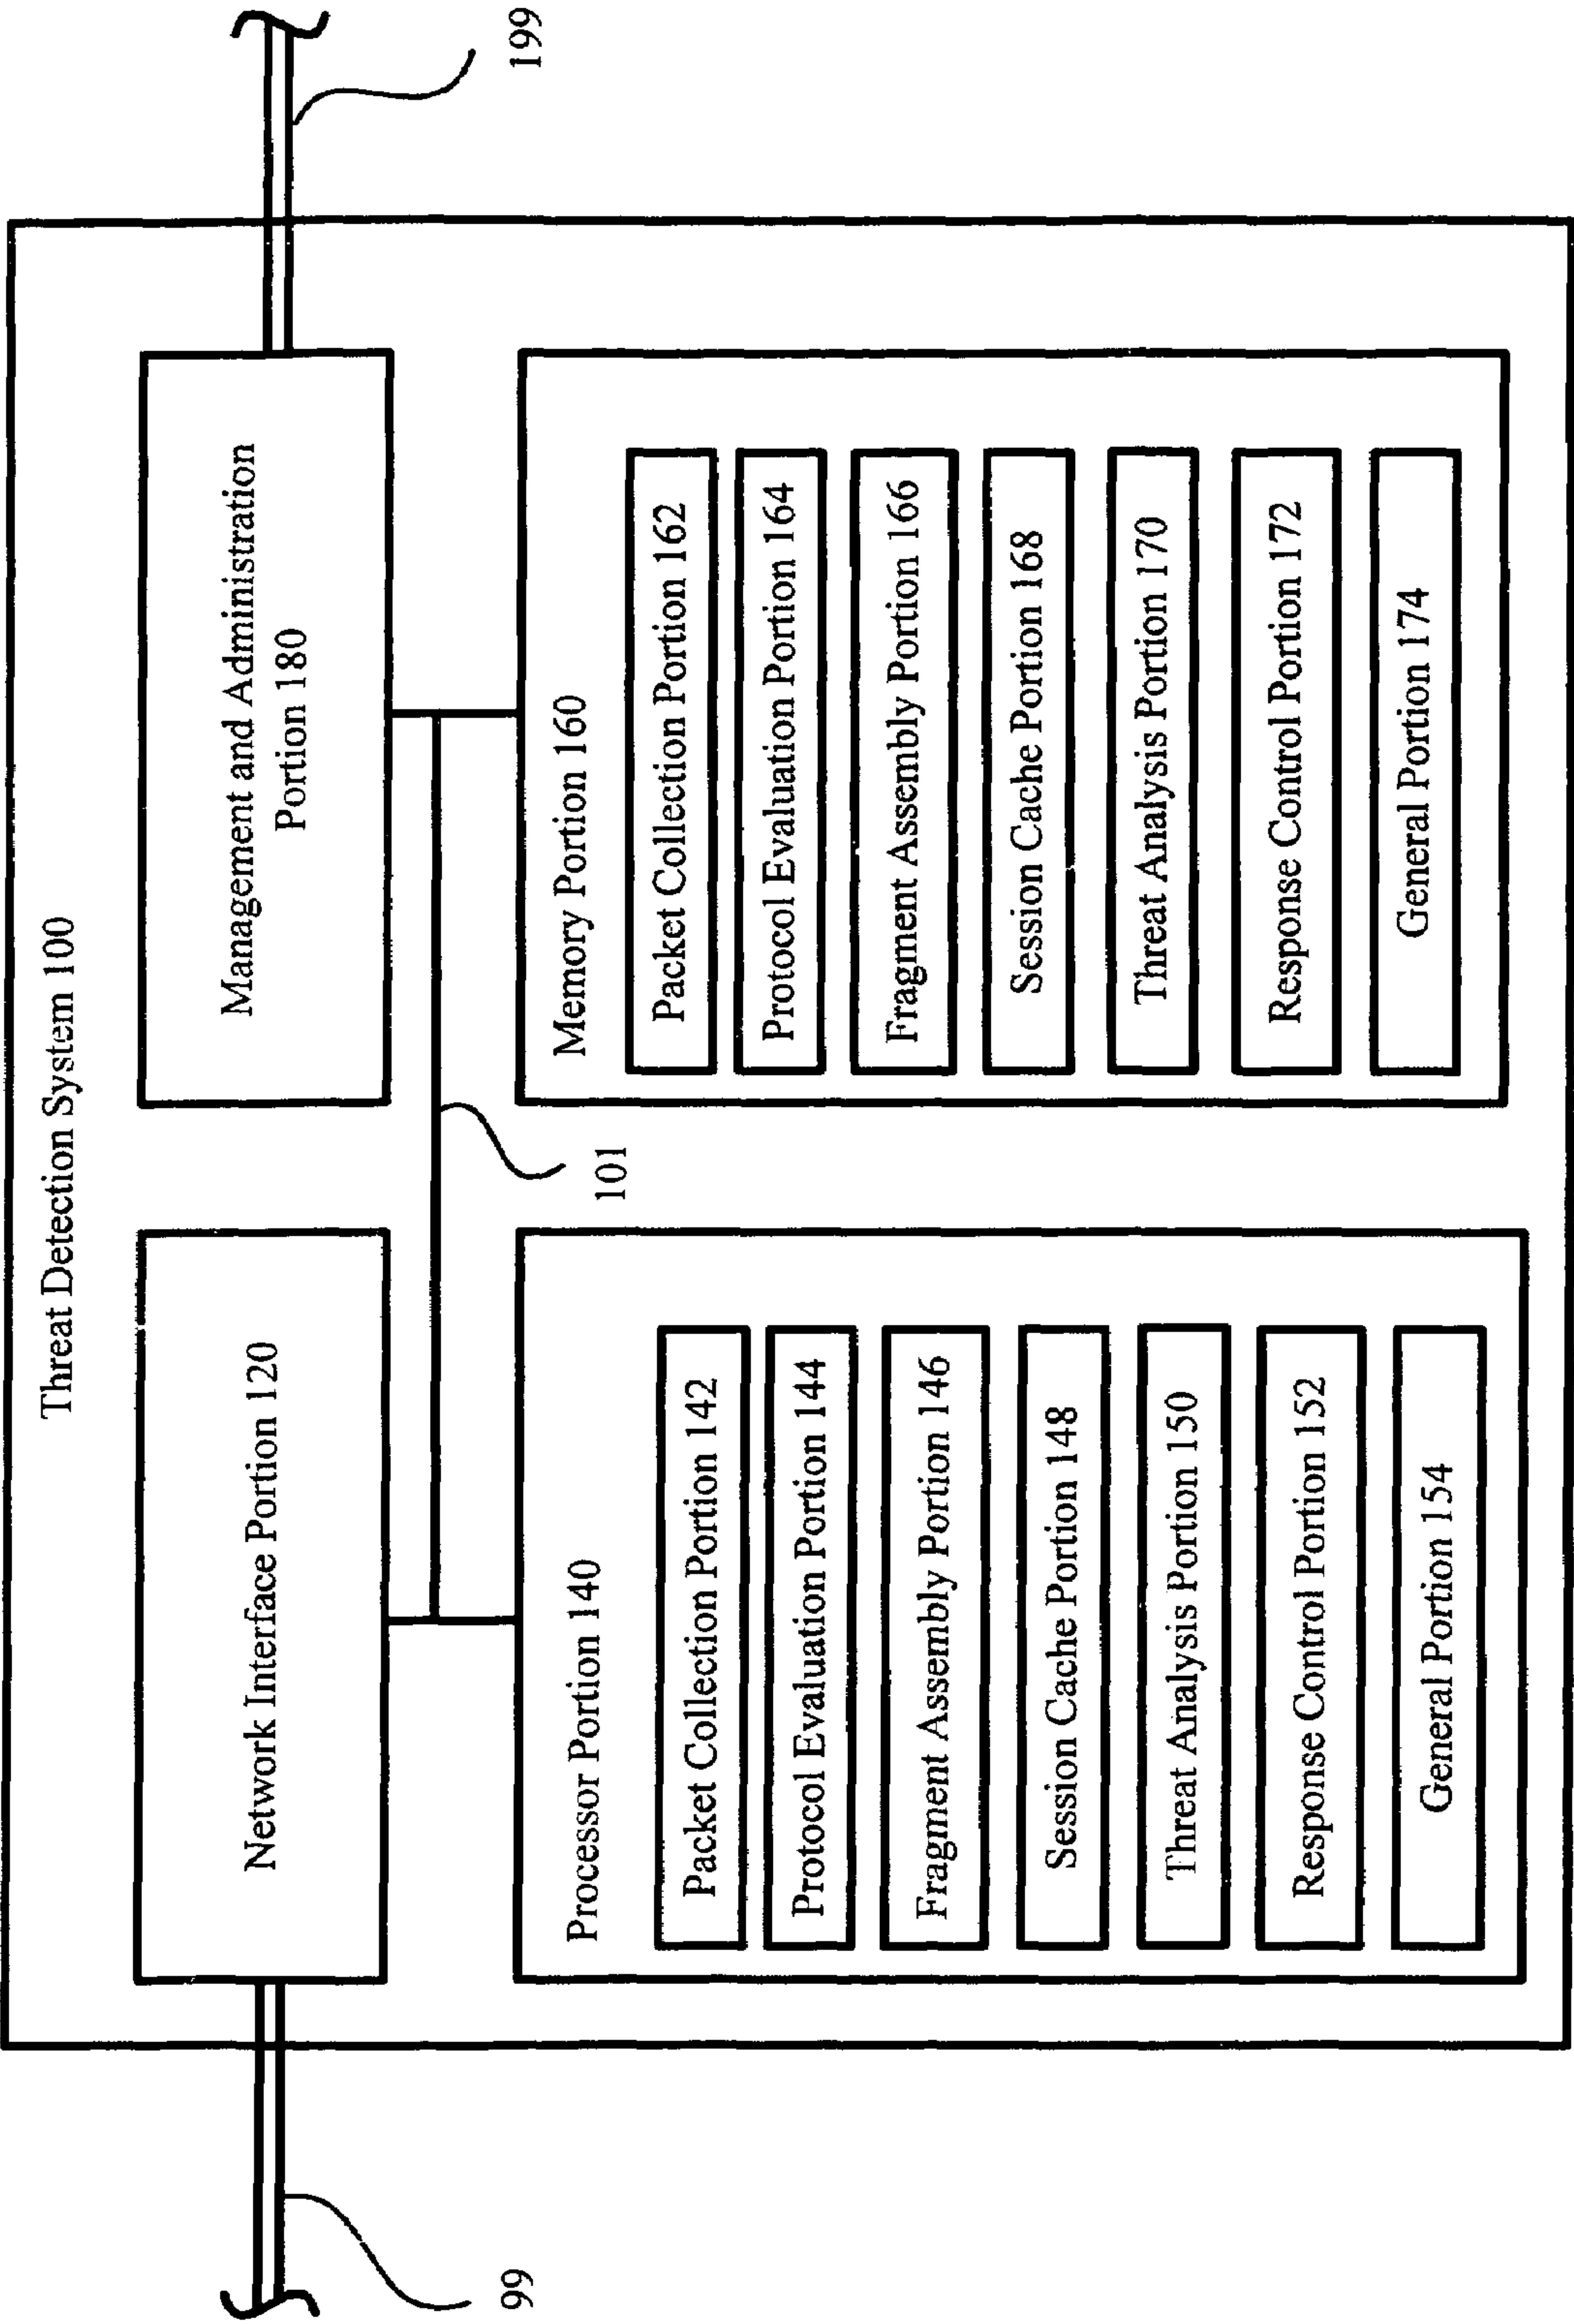 Threat Detection System 100
99
Network Interface Portion 120
Management and Administration
Portion 180
199
101
Processor Portion 140
Packet Collection Portion 142
Protocol Evaluation Portion 144
Fragment Assembly Portion 146
Session Cache Portion 148
Threat Analysis Portion 150
Response Control Portion 152
General Portion 154
Memory Portion 160
Packet Collection Portion 162
Protocol Evaluation Portion 164
Fragment Assembly Portion 166
Session Cache Portion 168
Threat Analysis Portion 170
Response Control Portion 172
General Portion 174